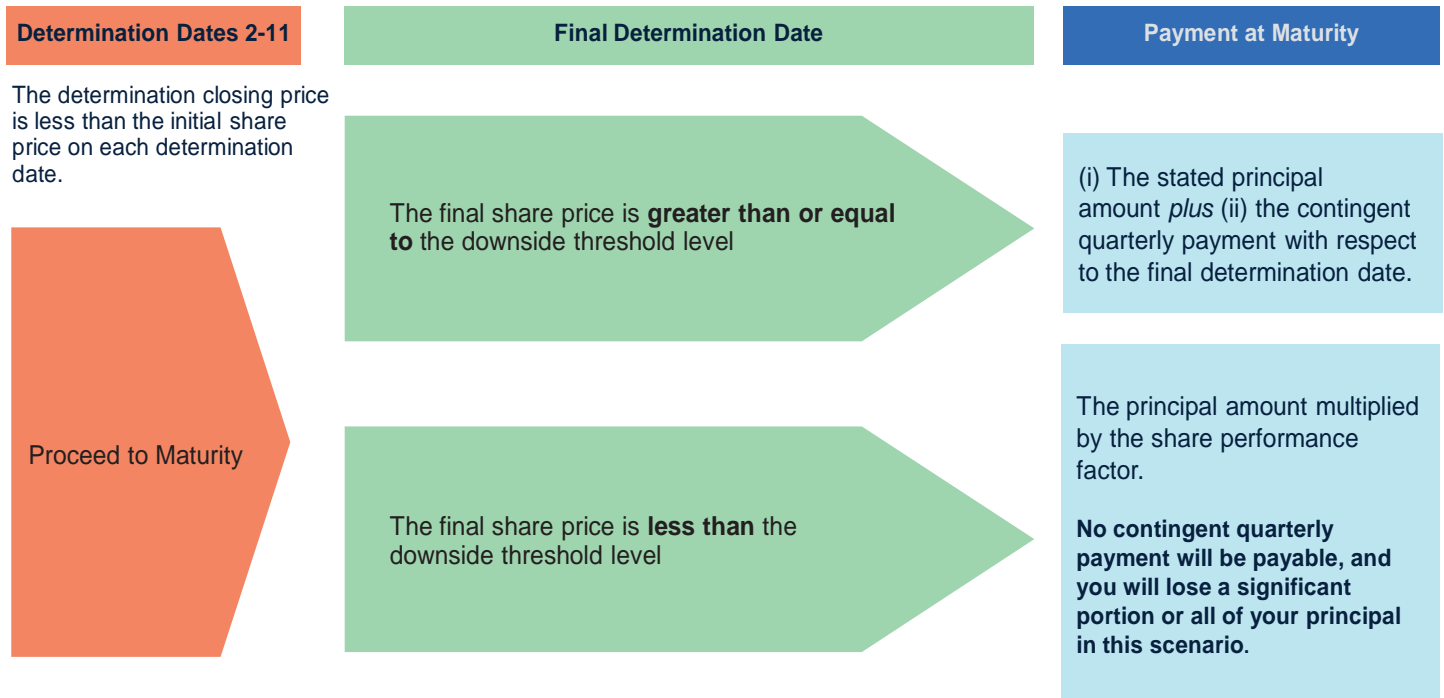 Determination Dates 2-11
Final Determination Date
Payment at Maturity
The determination closing price
is less than the initial share
price on each determination
date.
Proceed to Maturity
The final share price is greater than or equal
to the downside threshold level
(i) The stated principal
amount plus (ii) the contingent
quarterly payment with respect
to the final determination date.
The final share price is less than the
downside threshold level
The principal amount multiplied
by the share performance
factor.
No contingent quarterly
payment will be payable, and
you will lose a significant
portion or all of your principal
in this scenario.